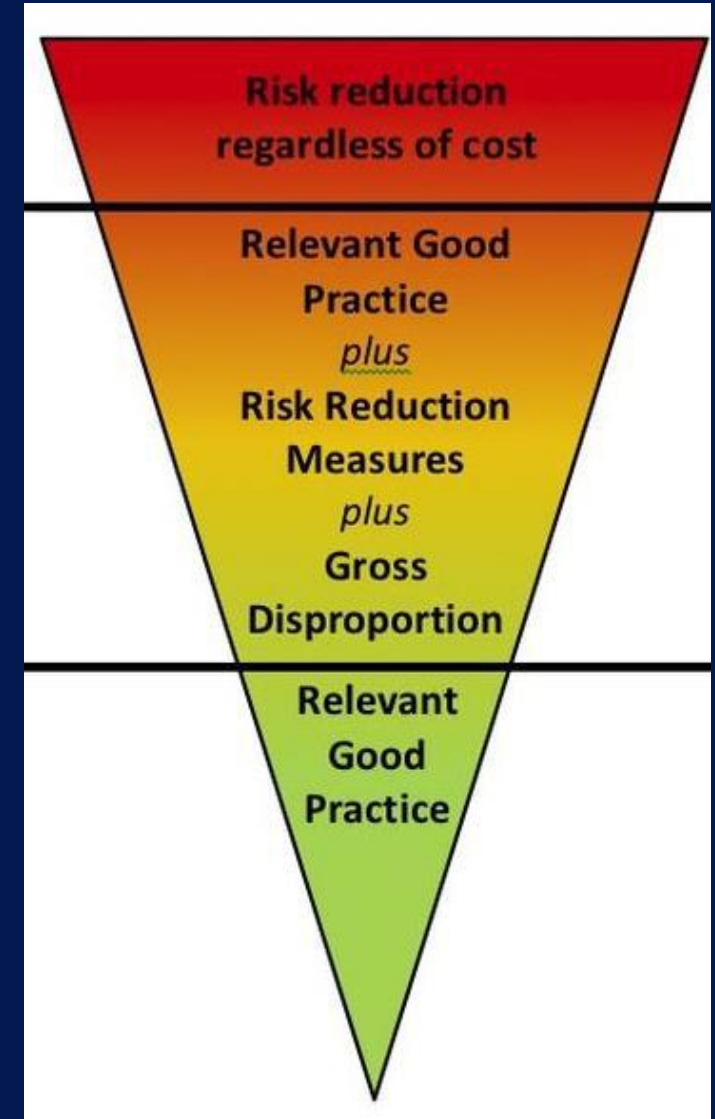 Risk reduction
regardless of cost
Relevant Good
Practice
plus
Risk Reduction
Measures
plus
Gross
Disproportion
Relevant
Good
Practice